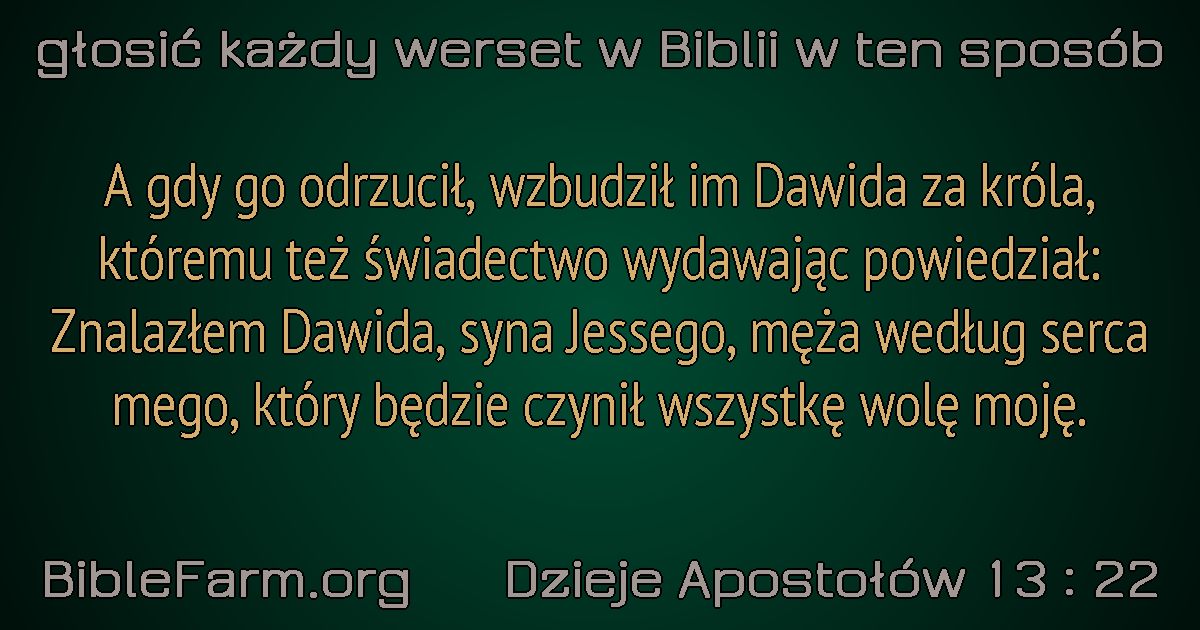 głosić każdy werset w Biblii w ten sposób
A gdy go odrzucił, wzbudził im Dawida za króla,
któremu też świadectwo wydawając powiedział:
Znalazłem Dawida, syna Jessego, męża według serca
mego, który będzie czynił wszystkę wolę moję.
BibleFarm.org Dzieje Apostołów 13 : 22